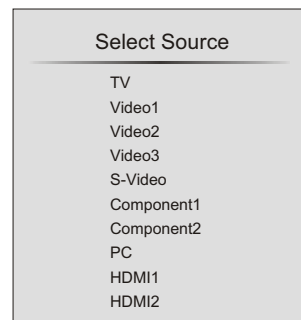 Select Source
TV
Video1
Video2
Video3
S-Video
Component1
Component2
PC
HDMI1
HDMI2